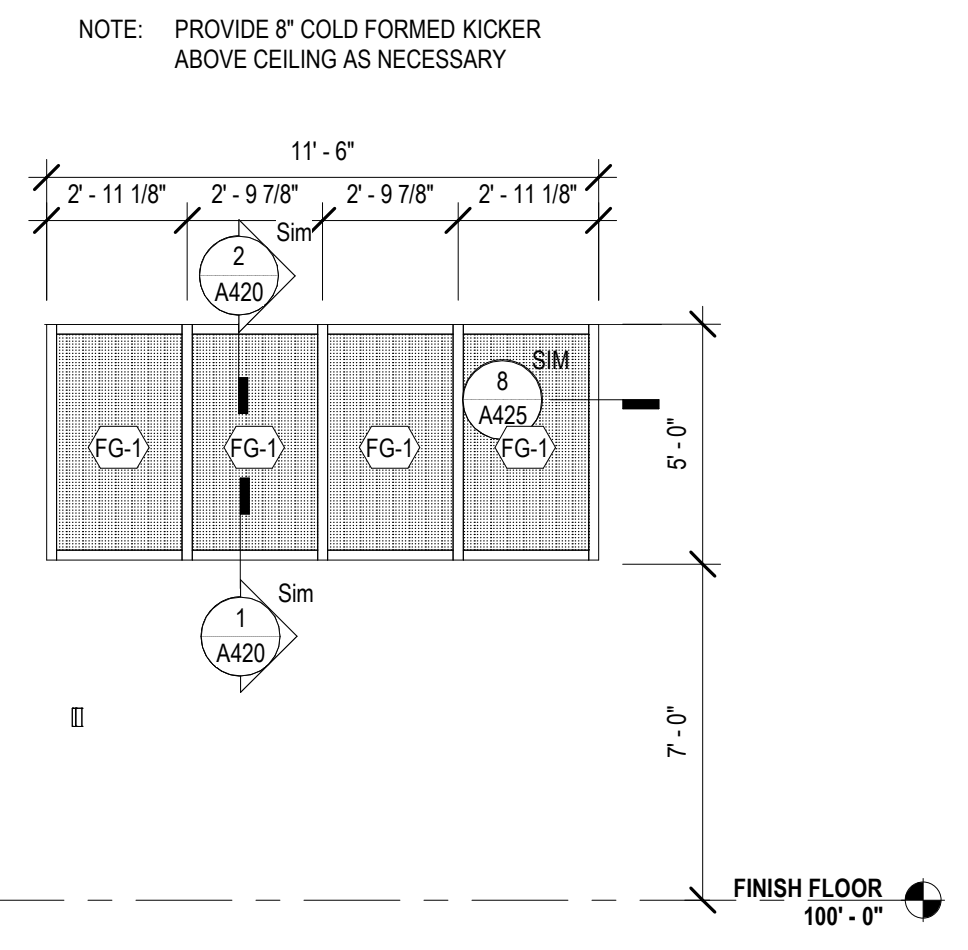 NOTE: PROVIDE 8" COLD FORMED KICKER
ABOVE CEILING AS NECESSARY
11' - 6"
2' - 11 1/8"
2' - 9 7/8"
2' - 9 7/8"
2' - 11 1/8"
Sim
2
A420
SIM
8
A425
FG-1
FG-1
FG-1
FG-1
5' - 0"
Sim
1
A420
7' - 0"
FINISH FLOOR
100' - 0"